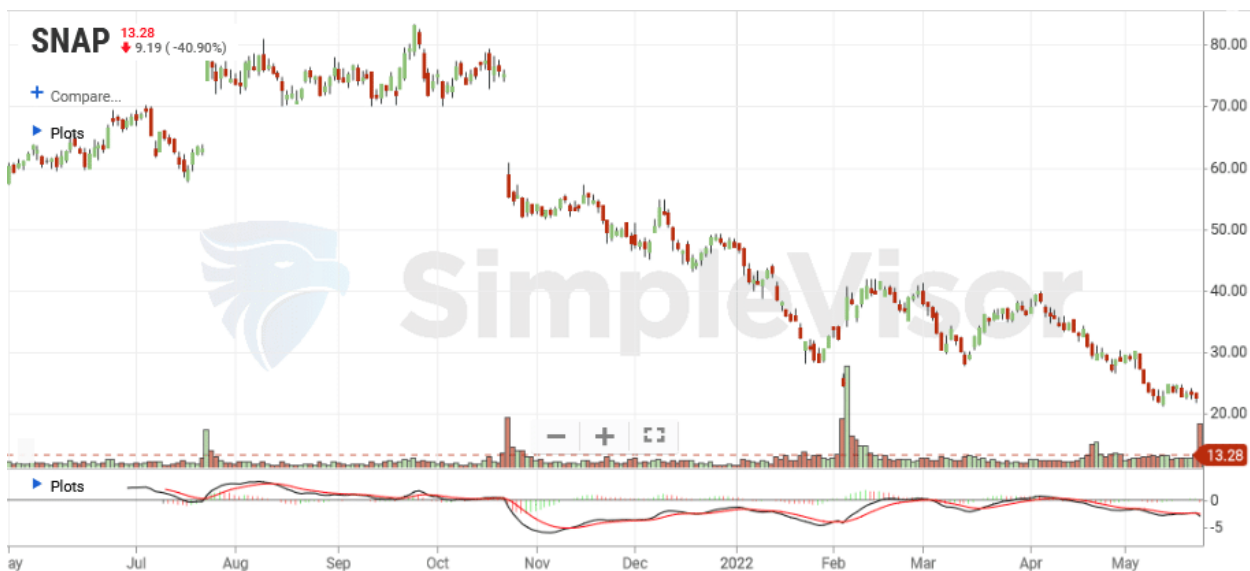 SNAP 13.28
9.19 ( -40.90%)
Compare...
Plots
SimpleVisor
80.00
70.00
60.00
50.00
40.00
30.00
20.00
13.28
Plots
0
-5
ay Jul Aug Sep Oct Nov Dec 2022 Feb Mar Apr May